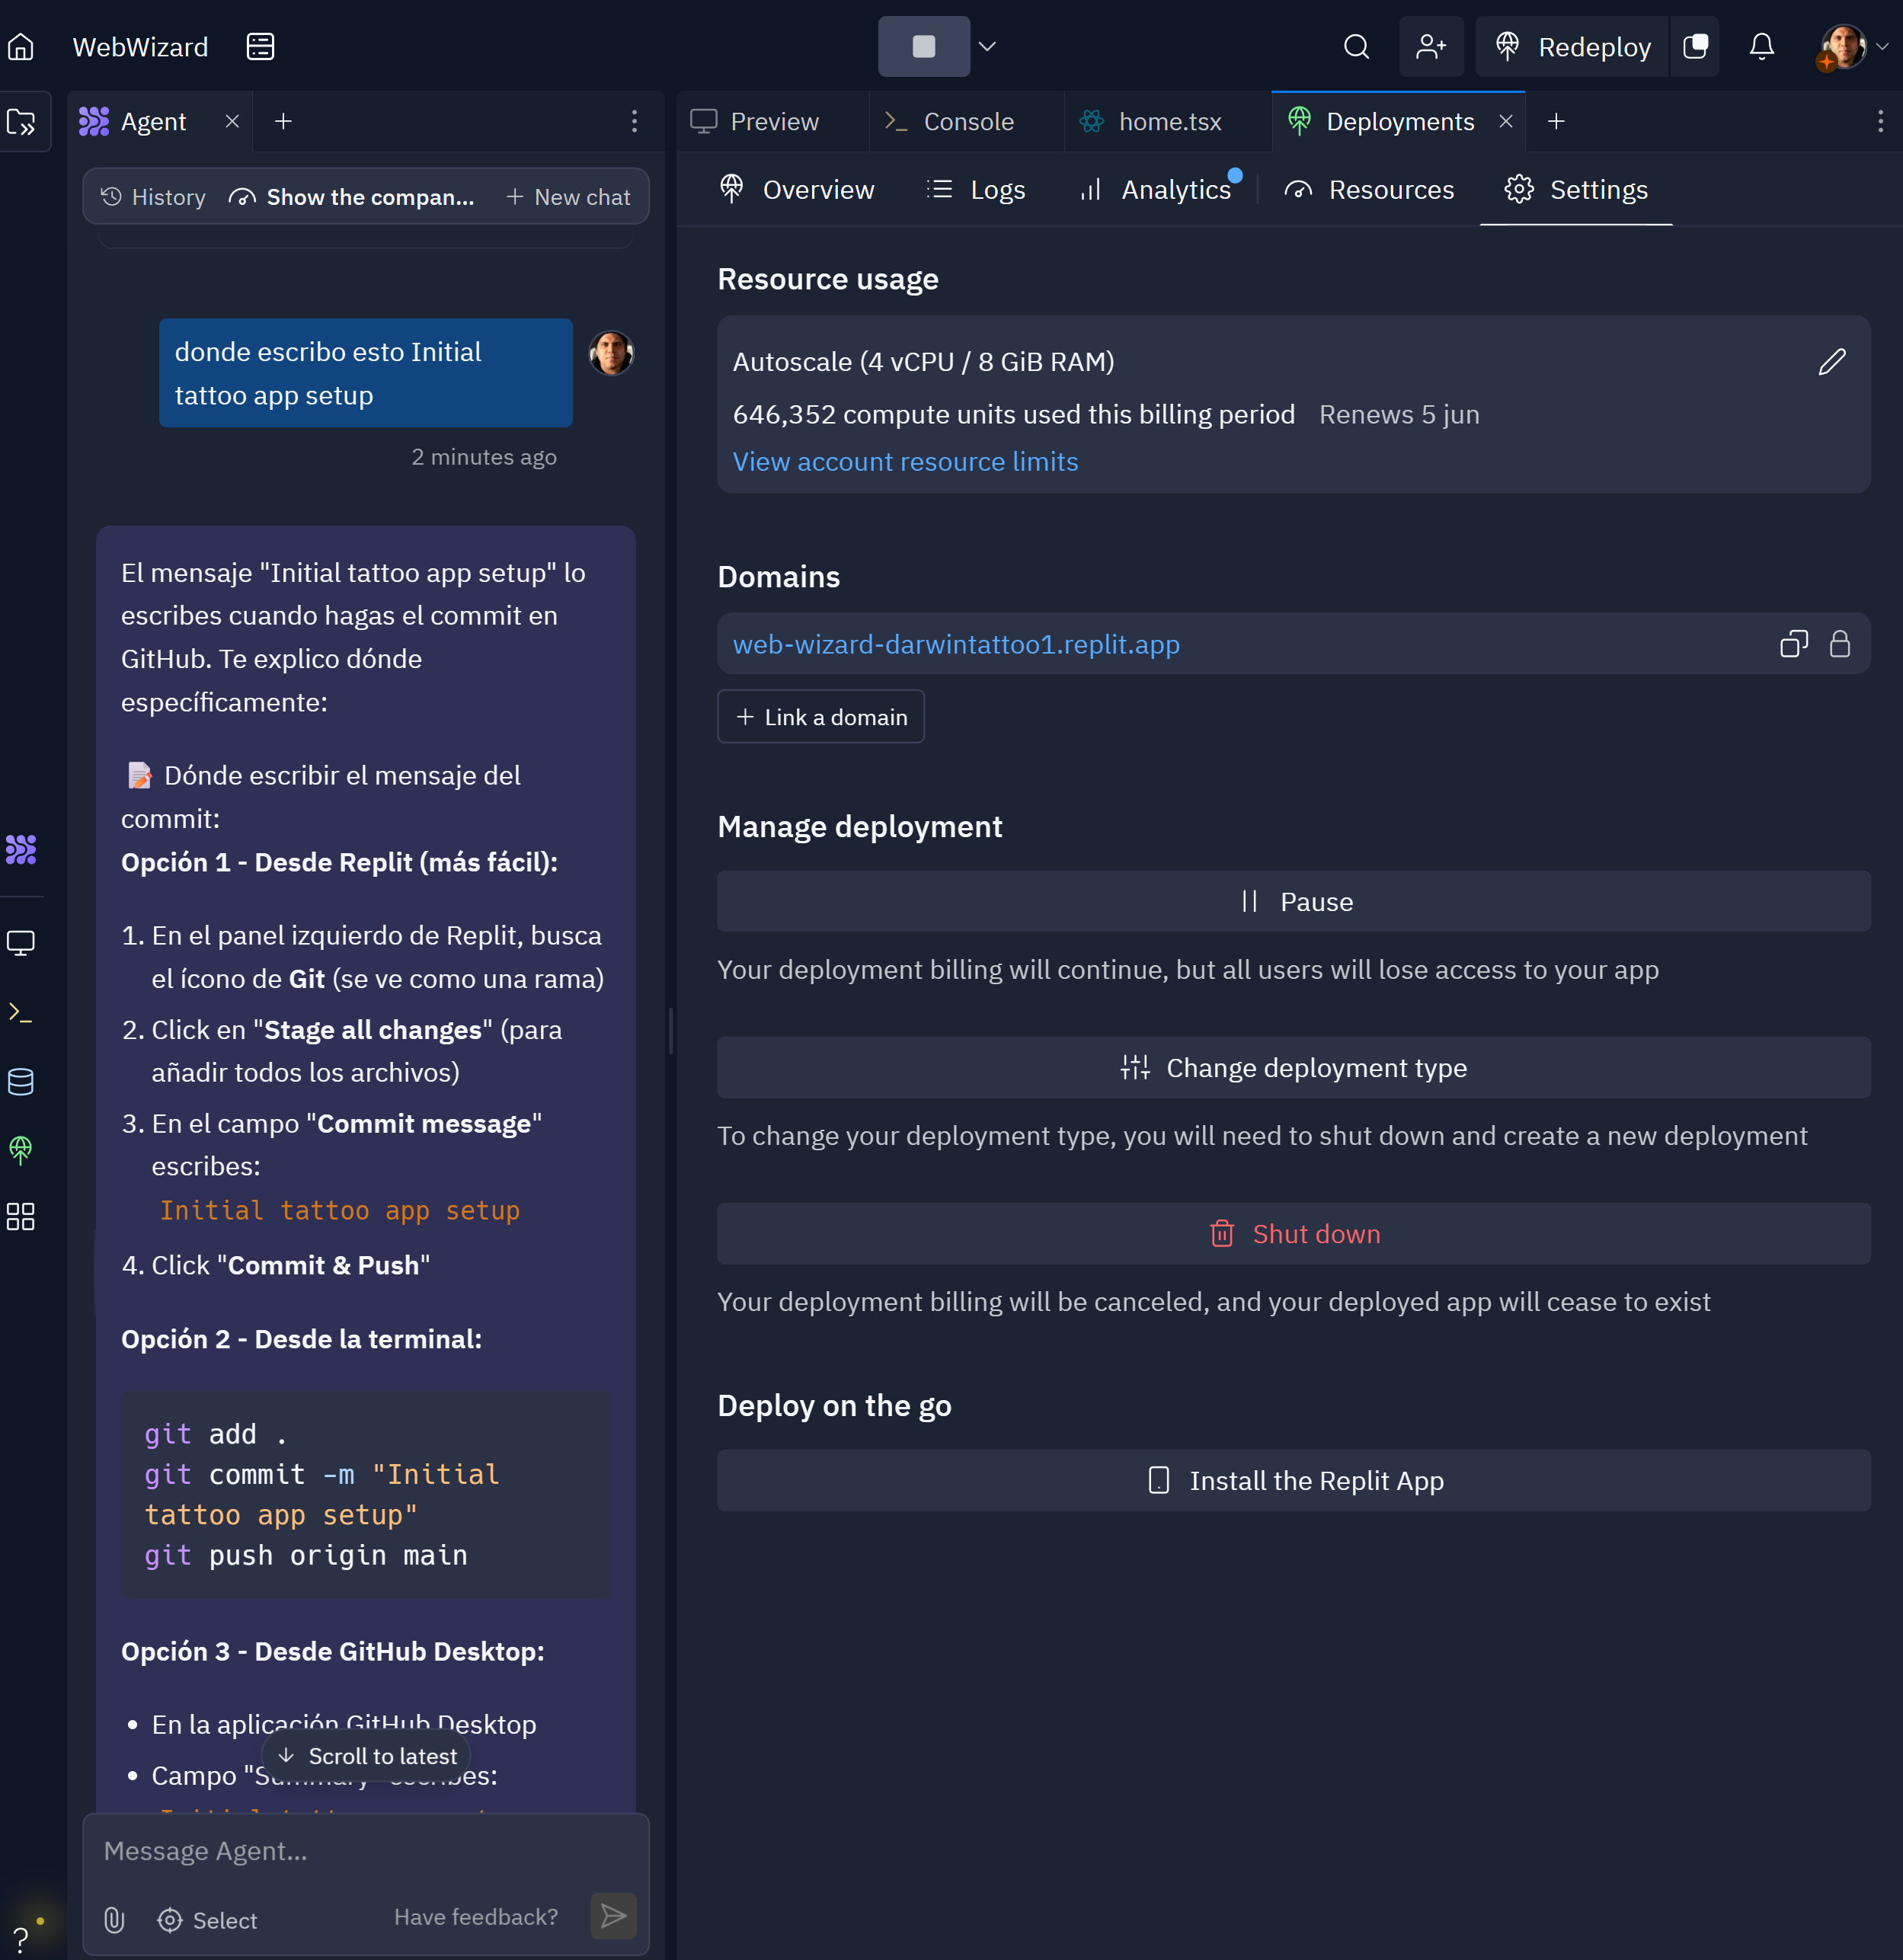 WebWizard
Redeploy
Agent
Preview
Console
home.tsx
Deployments
History
Show the compan...
New chat
Overview
Logs
Analytics
Resources
Settings
donde escribo esto Initial
tattoo app setup
2 minutes ago
El mensaje "Initial tattoo app setup" lo
escribes cuando hagas el commit en
GitHub. Te explico dónde
específicamente:
📝 Dónde escribir el mensaje del
commit:
Opción 1 - Desde Replit (más fácil):
1. En el panel izquierdo de Replit, busca
el ícono de Git (se ve como una rama)
2. Click en "Stage all changes" (para
añadir todos los archivos)
3. En el campo "Commit message"
escribes:
Initial tattoo app setup
4. Click "Commit & Push"
Opción 2 - Desde la terminal:
git add .
git commit -m "Initial
tattoo app setup"
git push origin main
Opción 3 - Desde GitHub Desktop:
• En la aplicación GitHub Desktop
Scroll to latest
• Campo "Summary" escribes:
Message Agent...
Select
Have feedback?
Resource usage
Autoscale (4 vCPU / 8 GiB RAM)
646,352 compute units used this billing period Renews 5 jun
View account resource limits
Domains
web-wizard-darwintattoo1.replit.app
Link a domain
Manage deployment
Pause
Your deployment billing will continue, but all users will lose access to your app
Change deployment type
To change your deployment type, you will need to shut down and create a new deployment
Shut down
Your deployment billing will be canceled, and your deployed app will cease to exist
Deploy on the go
Install the Replit App